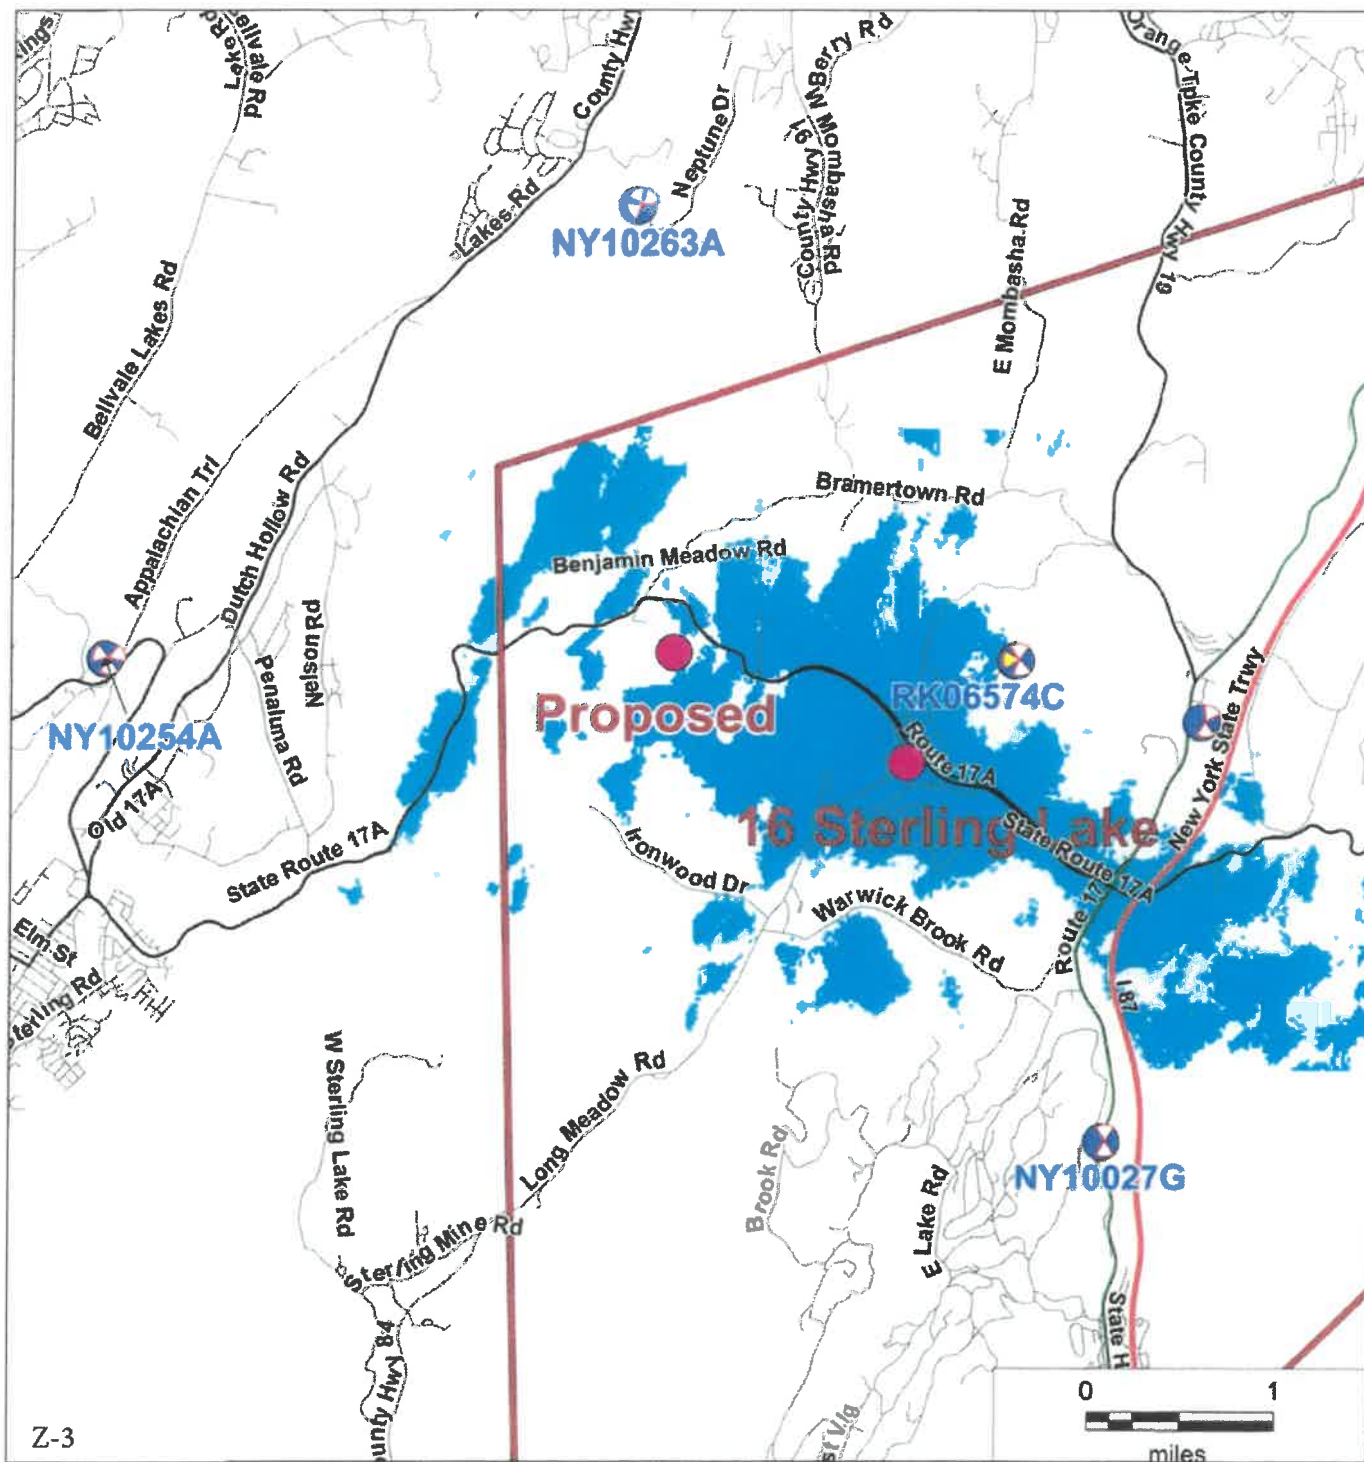 Lake Rd
Bellvale Rd
County Hwy
Neptune Dr
N Berry Rd
County Hwy 91
N Mombasha Rd
Orange Tpke County Hwy 19
Lakes Rd
NY10263A
E Mombasha Rd
Bellvale Lakes Rd
Appalachian Trl
Dutch Hollow Rd
Bramertown Rd
Benjamin Meadow Rd
Nelson Rd
Penaluma Rd
NY10254A
Proposed
RK06574C
Route 17A
New York State Trwy
16 Sterling Lake
State Route 17A
Old 17A
State Route 17A
Ironwood Dr
Warwick Brook Rd
Route 17
I 87
Elm St
Sterling Rd
W Sterling Lake Rd
Long Meadow Rd
Sterling Mine Rd
Brook Rd
E Lake Rd
NY10027G
State H
84
ounty Hwy
st Vlg
0 1
miles
Z-3